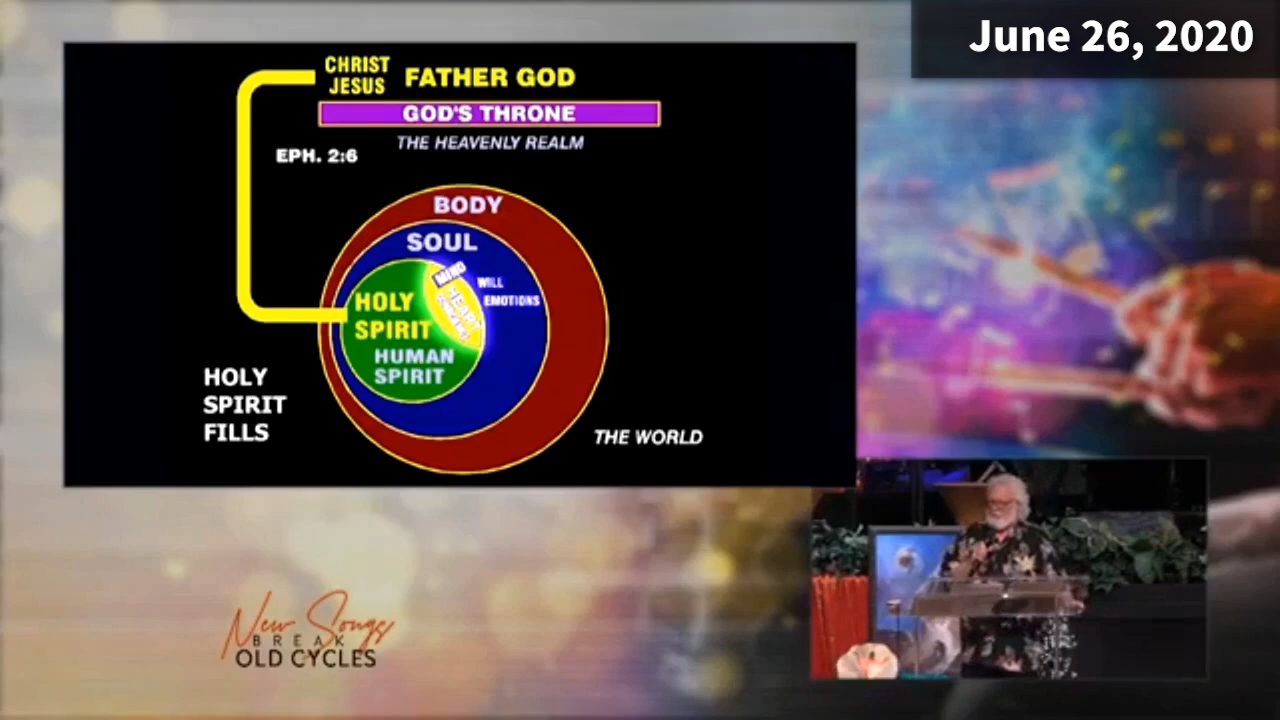 June 26, 2020
CHRIST
JESUS
FATHER GOD
GOD'S THRONE
THE HEAVENLY REALM
EPH. 2:6
BODY
SOUL
MIND
WILL
HEART
EMOTIONS
HOLY
SPIRIT
HUMAN
SPIRIT
HOLY
SPIRIT
FILLS
THE WORLD
New Songs
BREAK
OLD CYCLES